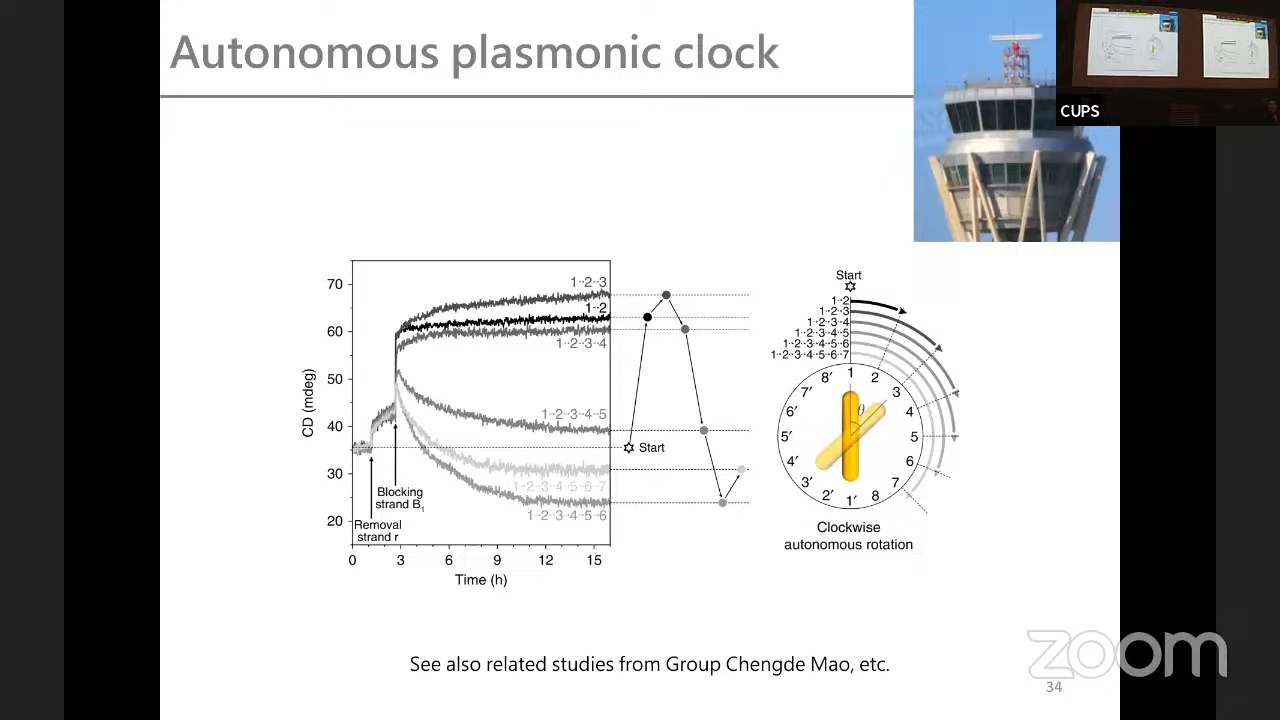 Autonomous plasmonic clock
CUPS
70
60
50
40
30
20
CD (mdeg)
1-2-3
1-2
1-2-3-4
1-2-3-4-5
1-2-3-4-5-6-7
1-2-3-4-5-6
Blocking
strand B1
Removal
strand r
0 3 6 9 12 15
Time (h)
Start
Start
1-2
1-2-3
1-2-3-4
1-2-3-4-5
1-2-3-4-5-6
1-2-3-4-5-6-7
1
2
3
4
5
6
7
8
1′
2′
3′
4′
5′
6′
7′
8′
θ
Clockwise
autonomous rotation
See also related studies from Group Chengde Mao, etc.
zoom
34